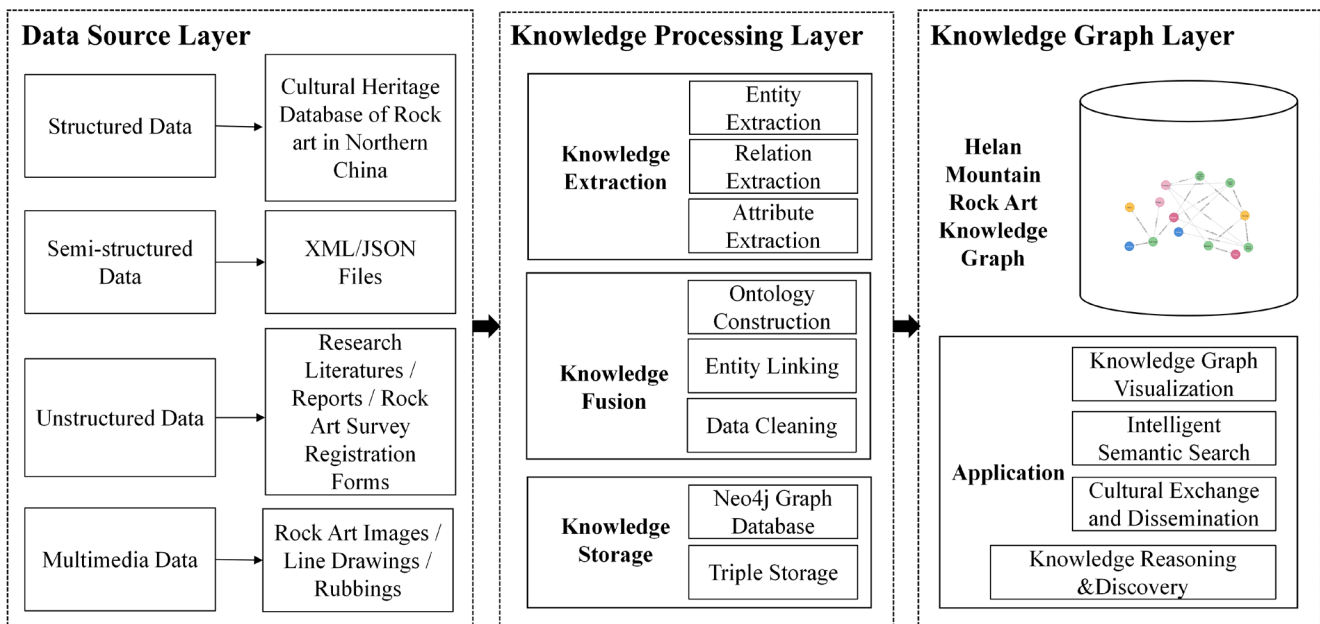 Data Source Layer
Structured Data
Cultural Heritage
Database of Rock
art in Northern
China
Semi-structured
Data
XML/JSON
Files
Unstructured Data
Research
Literatures /
Reports / Rock
Art Survey
Registration
Forms
Multimedia Data
Rock Art Images /
Line Drawings /
Rubbings
Knowledge Processing Layer
Knowledge
Extraction
Entity
Extraction
Relation
Extraction
Attribute
Extraction
Knowledge
Fusion
Ontology
Construction
Entity Linking
Data Cleaning
Knowledge
Storage
Neo4j Graph
Database
Triple Storage
Knowledge Graph Layer
Helan
Mountain
Rock Art
Knowledge
Graph
Application
Knowledge Graph
Visualization
Intelligent
Semantic Search
Cultural Exchange
and Dissemination
Knowledge Reasoning
&Discovery